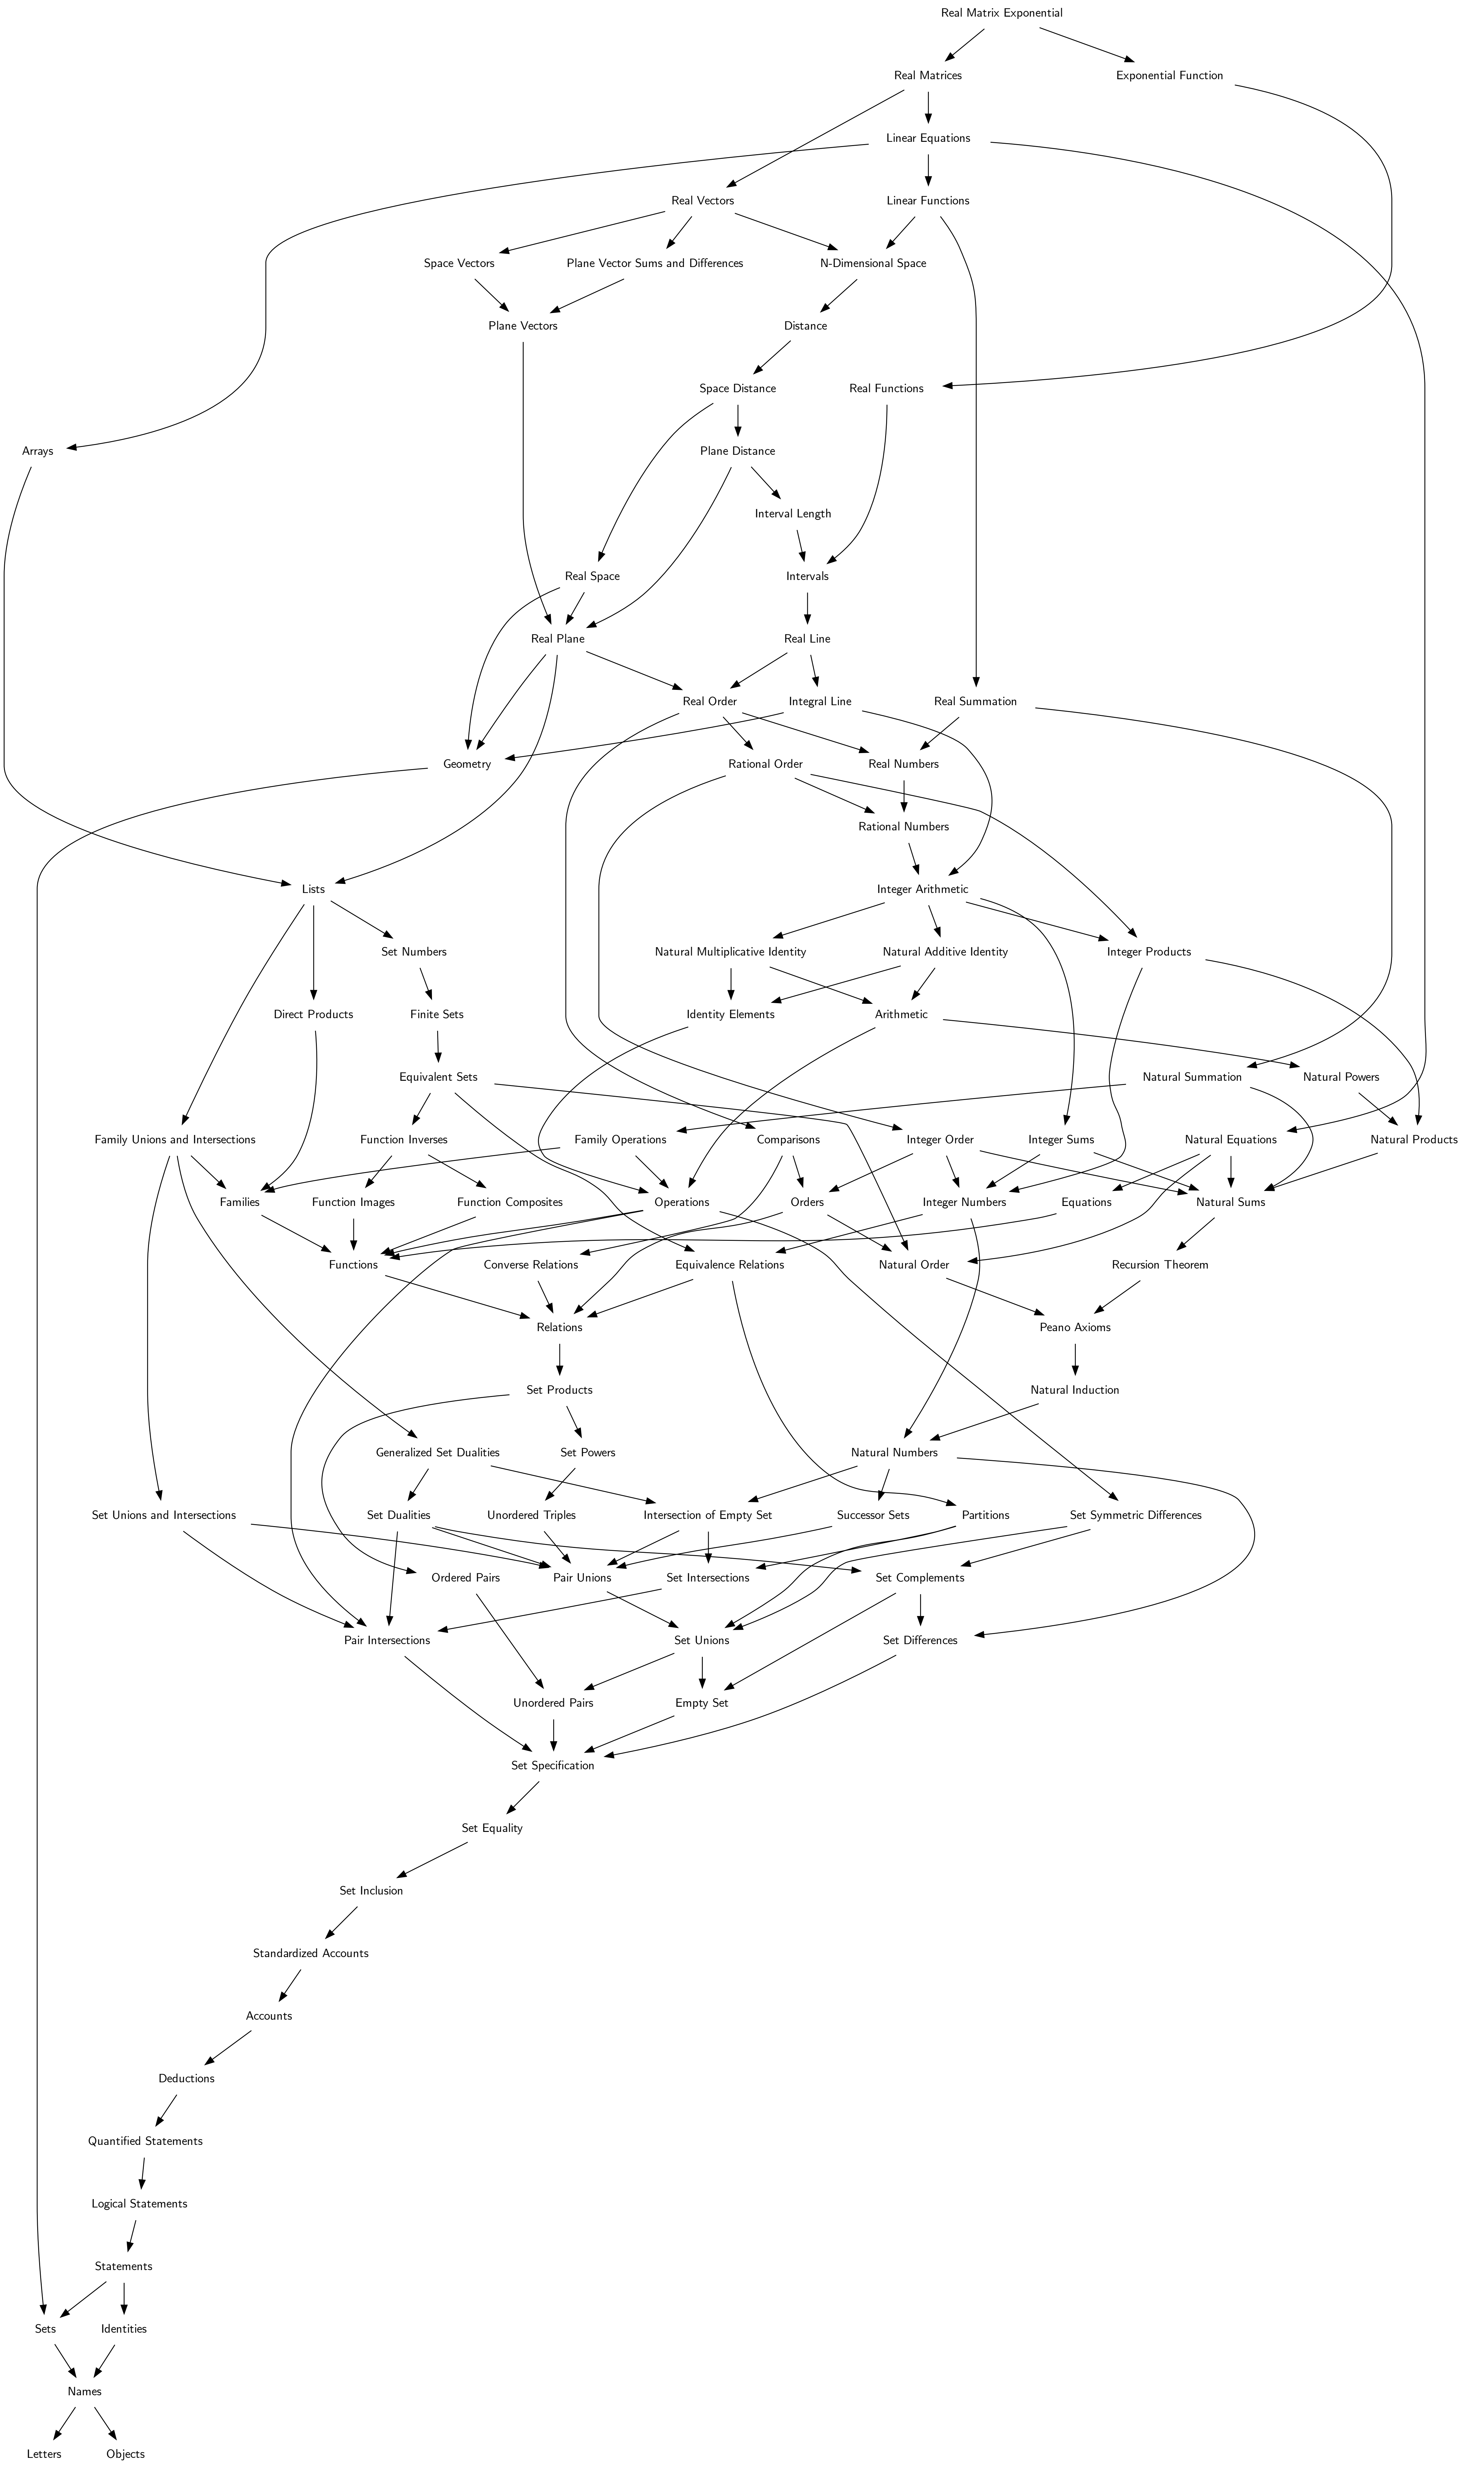 Real Matrix Exponential
Real Matrices
Exponential Function
Linear Equations
Real Vectors
Linear Functions
Space Vectors
Plane Vector Sums and Differences
N-Dimensional Space
Plane Vectors
Distance
Space Distance
Real Functions
Arrays
Plane Distance
Interval Length
Real Space
Intervals
Real Plane
Real Line
Real Order
Integral Line
Real Summation
Geometry
Rational Order
Real Numbers
Rational Numbers
Lists
Integer Arithmetic
Set Numbers
Natural Multiplicative Identity
Natural Additive Identity
Integer Products
Direct Products
Finite Sets
Identity Elements
Arithmetic
Equivalent Sets
Natural Summation
Natural Powers
Family Unions and Intersections
Function Inverses
Family Operations
Comparisons
Integer Order
Integer Sums
Natural Equations
Natural Products
Families
Function Images
Function Composites
Operations
Orders
Integer Numbers
Equations
Natural Sums
Functions
Converse Relations
Equivalence Relations
Natural Order
Recursion Theorem
Relations
Peano Axioms
Set Products
Natural Induction
Generalized Set Dualities
Set Powers
Natural Numbers
Set Unions and Intersections
Set Dualities
Unordered Triples
Intersection of Empty Set
Successor Sets
Partitions
Set Symmetric Differences
Ordered Pairs
Pair Unions
Set Intersections
Set Complements
Pair Intersections
Set Unions
Set Differences
Unordered Pairs
Empty Set
Set Specification
Set Equality
Set Inclusion
Standardized Accounts
Accounts
Deductions
Quantified Statements
Logical Statements
Statements
Sets
Identities
Names
Letters
Objects